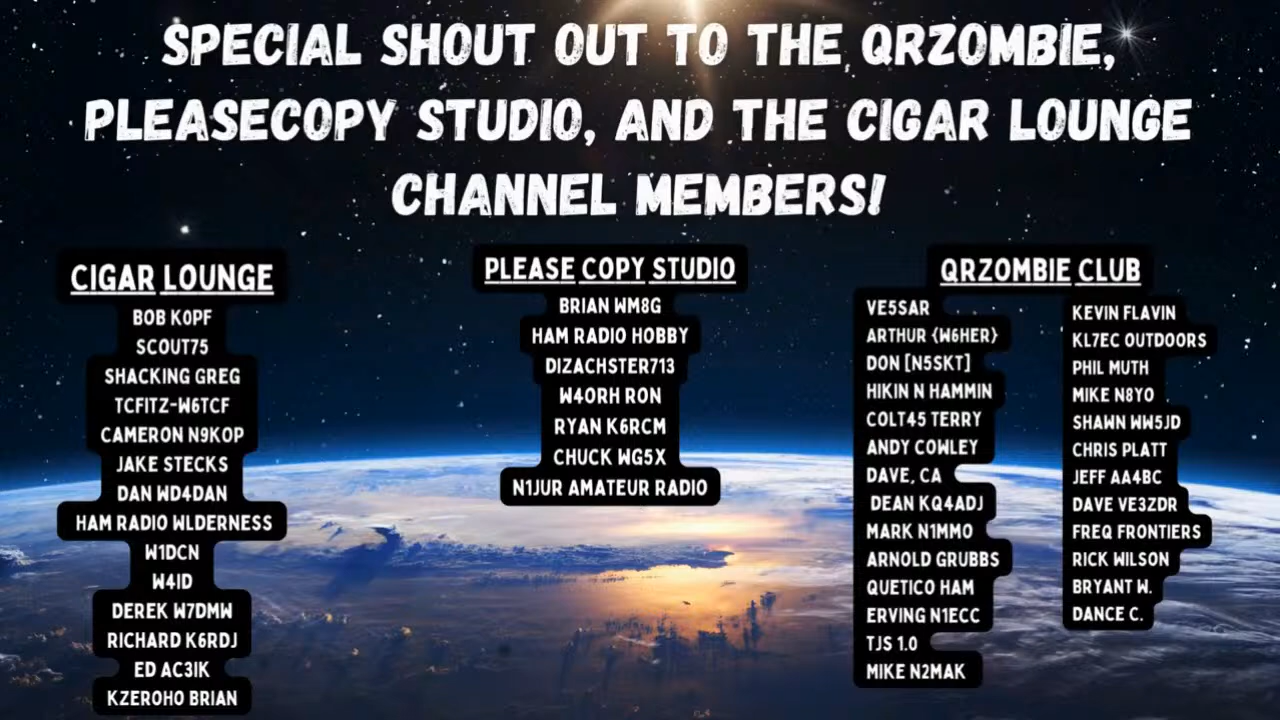 SPECIAL SHOUT OUT TO THE QRZOMBIE,
PLEASECOPY STUDIO, AND THE CIGAR LOUNGE
CHANNEL MEMBERS!
CIGAR LOUNGE
BOB K0PF
SCOUT75
SHACKING GREG
TCFITZ-W6TCF
CAMERON N9KOP
JAKE STECKS
DAN WD4DAN
HAM RADIO WLDERNESS
W1DCN
W4ID
DEREK W7DMW
RICHARD K6RDJ
ED AC3IK
KZEROHO BRIAN
PLEASE COPY STUDIO
BRIAN WM8G
HAM RADIO HOBBY
DIZACHSTER713
W4ORH RON
RYAN K6RCM
CHUCK WG5X
N1JUR AMATEUR RADIO
QRZOMBIE CLUB
VE5SAR
ARTHUR {W6HER}
DON [N5SKT]
HIKIN N HAMMIN
COLT45 TERRY
ANDY COWLEY
DAVE, CA
DEAN KQ4ADJ
MARK N1MMO
ARNOLD GRUBBS
QUETICO HAM
ERVING N1ECC
TJS 1.0
MIKE N2MAK
KEVIN FLAVIN
KL7EC OUTDOORS
PHIL MUTH
MIKE N8YO
SHAWN WW5JD
CHRIS PLATT
JEFF AA4BC
DAVE VE3ZDR
FREQ FRONTIERS
RICK WILSON
BRYANT W.
DANCE C.